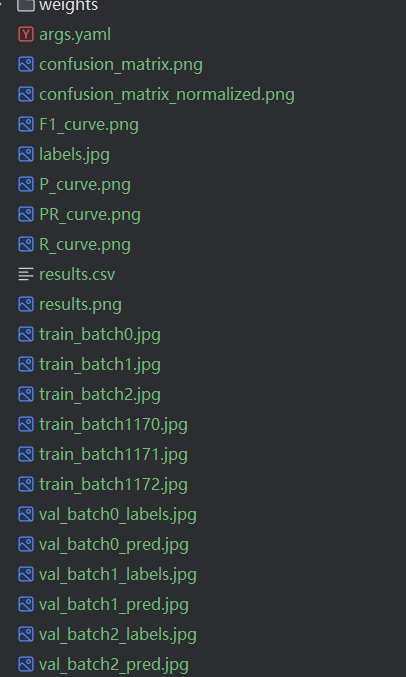 weights
args.yaml
confusion_matrix.png
confusion_matrix_normalized.png
F1_curve.png
labels.jpg
P_curve.png
PR_curve.png
R_curve.png
results.csv
results.png
train_batch0.jpg
train_batch1.jpg
train_batch2.jpg
train_batch1170.jpg
train_batch1171.jpg
train_batch1172.jpg
val_batch0_labels.jpg
val_batch0_pred.jpg
val_batch1_labels.jpg
val_batch1_pred.jpg
val_batch2_labels.jpg
val_batch2_pred.jpg